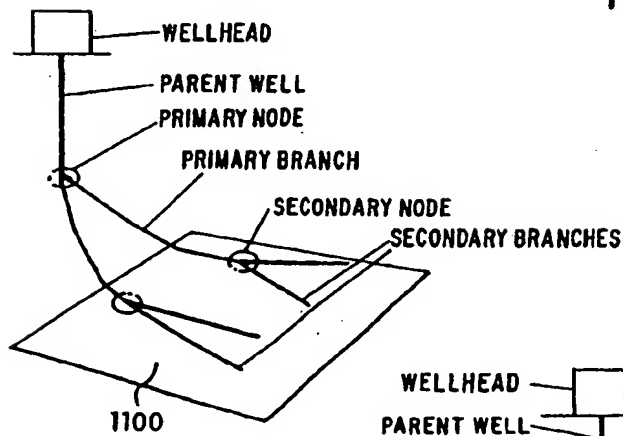 WELLHEAD
PARENT WELL
PRIMARY NODE
PRIMARY BRANCH
SECONDARY NODE
SECONDARY BRANCHES
1100
WELLHEAD
PARENT WELL